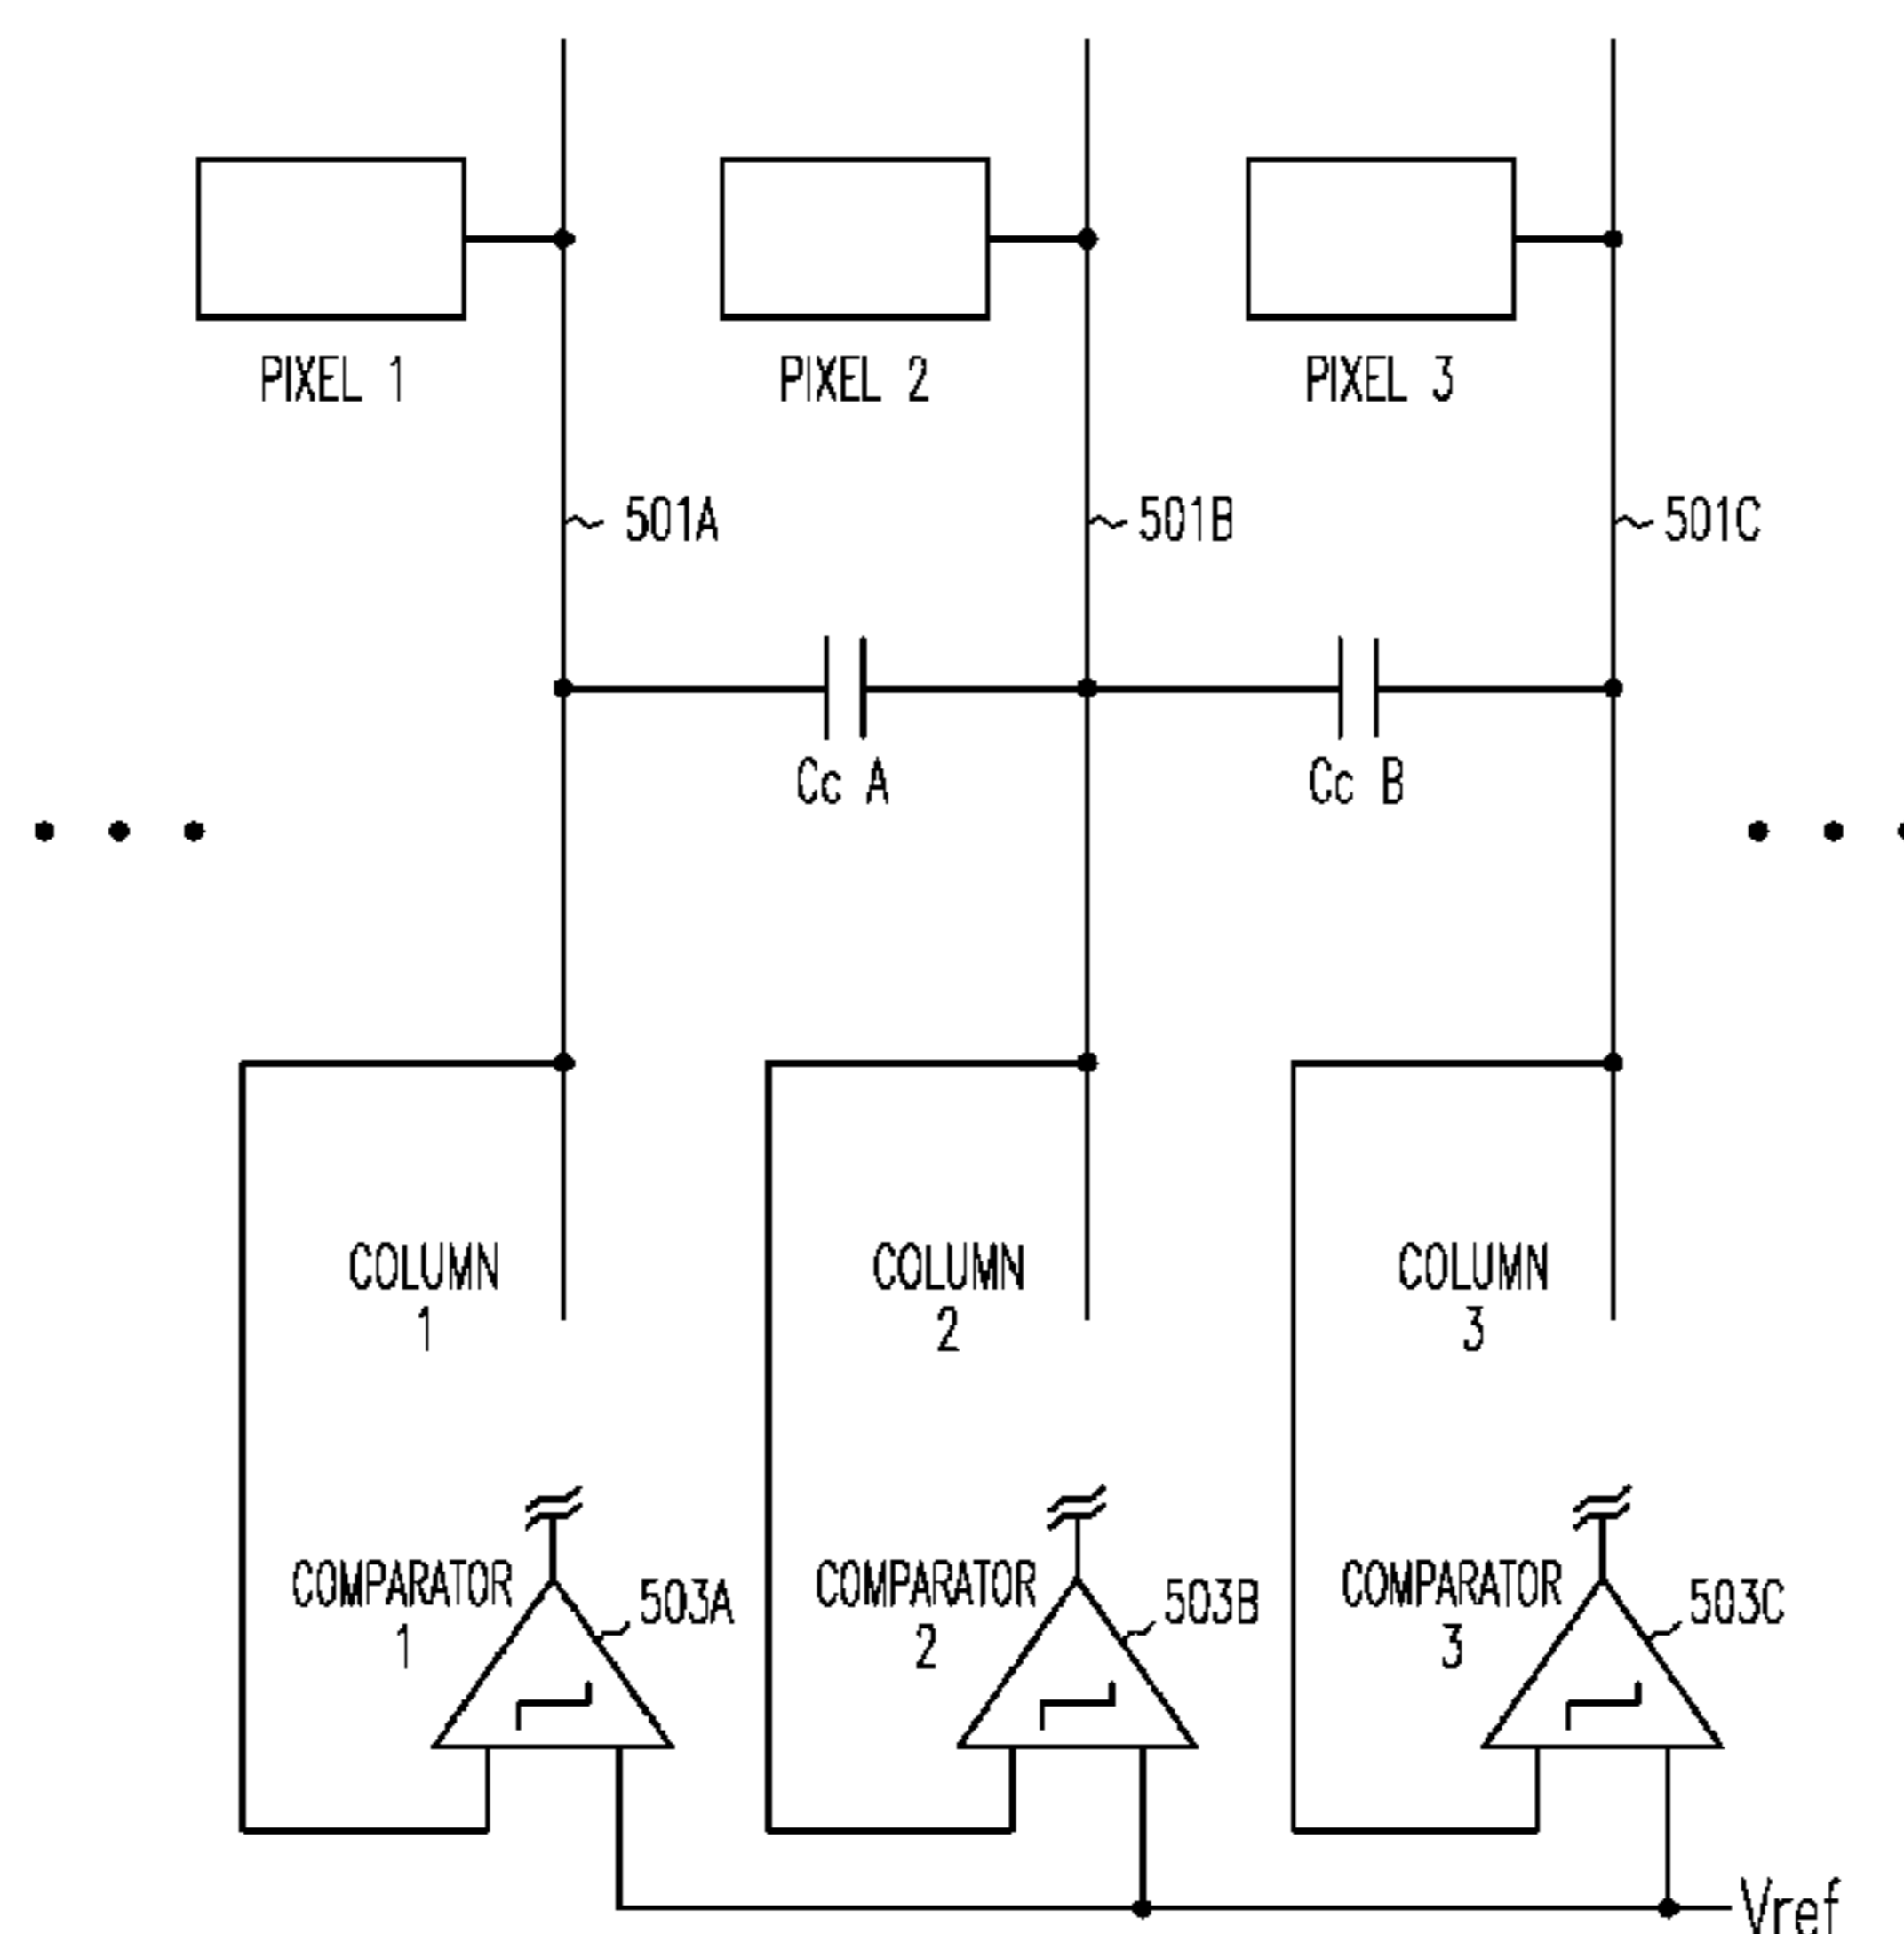 PIXEL 1
PIXEL 2
PIXEL 3
501A
501B
501C
Cc A
Cc B
COLUMN
1
COLUMN
2
COLUMN
3
COMPARATOR
1
503A
COMPARATOR
2
503B
COMPARATOR
3
503C
Vref